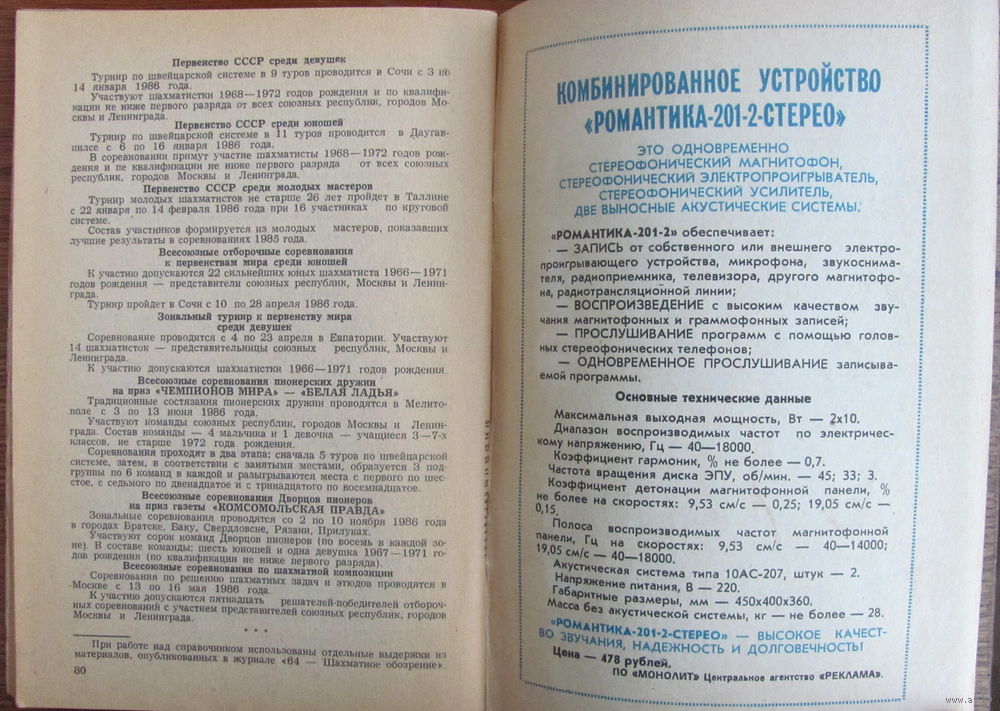 Первенство СССР среди девушек
Турнир по швейцарской системе в 9 туров проводится в Сочи с 3 по
14 января 1986 года.
Участвуют шахматистки 1968—1972 годов рождения и по квалифи-
кации не ниже первого разряда от всех союзных республик, городов Мо-
сквы и Ленинграда.
Первенство СССР среди юношей
Турнир по швейцарской системе в 11 туров проводится в Даугав-
пилсе с 6 по 16 января 1986 года.
В соревновании примут участие шахматисты 1968—1972 годов рож-
дения и пе квалификации не ниже первого разряда от всех союзных
республик, городов Москвы и Ленинграда.
Первенство СССР среди молодых мастеров
Турнир молодых шахматистов не старше 26 лет пройдет в Таллине
с 22 января по 14 февраля 1986 года при 16 участниках по круговой
системе.
Состав участников формируется из молодых мастеров, показавших
лучшие результаты в соревнованиях 1985 года.
Всесоюзные отборочные соревнования
к первенствам мира среди юношей
К участию допускаются 22 сильнейших юных шахматиста 1966—1971
годов рождения — представители союзных республик, Москвы и Ленин-
града.
Турнир пройдет в Сочи с 10 по 28 апреля 1986 года.
Зональный турнир к первенству мира
среди девушек
Соревнование проводится с 4 по 23 апреля в Евпатории. Участвуют
14 шахматисток — представительницы союзных республик, Москвы и
Ленинграда.
К участию допускаются шахматистки 1966—1971 годов рождения.
Всесоюзные соревнования пионерских дружин
на приз «ЧЕМПИОНОВ МИРА» — «БЕЛАЯ ЛАДЬЯ»
Традиционные состязания пионерских дружин проводятся в Мелито-
поле с 3 по 13 июня 1986 года.
Участвуют команды союзных республик, городов Москвы и Ленин-
града. Состав команды — 4 мальчика и 1 девочка — учащиеся 3—7-х
классов, не старше 1972 года рождения.
Соревнования проходят в два этапа: сначала 5 туров по швейцарской
системе, затем, в соответствии с занятыми местами, образуется 3 под-
группы по 6 команд в каждой и разыгрываются места с первого по шес-
стое, с седьмого по двенадцатое и с тринадцатого по восемнадцатое.
Всесоюзные соревнования Дворцов пионеров
на приз газеты «КОМСОМОЛЬСКАЯ ПРАВДА»
Зональные соревнования проводятся со 2 по 10 ноября 1986 года
в городах Братске, Баку, Свердловске, Рязани, Прилуках.
Участвуют сорок команд Дворцов пионеров (по восемь в каждой зо-
не). В составе команды: шесть юношей и одна девушка 1967—1971 го-
дов рождения (по квалификации не ниже первого разряда).
Всесоюзные соревнования по шахматной композиции
Соревнования по решению шахматных задач и этюдов проводятся в
Москве с 13 по 16 мая 1986 года.
К участию допускаются пятнадцать решателей-победителей отбороч-
ных соревнований с участием представителей союзных республик, городов
Москвы и Ленинграда.
* * *
При работе над справочником использованы отдельные выдержки из
материалов, опубликованных в журнале «64 — Шахматное обозрение».
80
КОМБИНИРОВАННОЕ УСТРОЙСТВО
«РОМАНТИКА-201-2-СТЕРЕО»
ЭТО ОДНОВРЕМЕННО
СТЕРЕОФОНИЧЕСКИЙ МАГНИТОФОН,
СТЕРЕОФОНИЧЕСКИЙ ЭЛЕКТРОПРОИГРЫВАТЕЛЬ,
СТЕРЕОФОНИЧЕСКИЙ УСИЛИТЕЛЬ,
ДВЕ ВЫНОСНЫЕ АКУСТИЧЕСКИЕ СИСТЕМЫ.
«РОМАНТИКА-201-2» обеспечивает:
— ЗАПИСЬ от собственного или внешнего электро-
проигрывающего устройства, микрофона, звукоснима-
теля, радиоприемника, телевизора, другого магнитофо-
на, радиотрансляционной линии;
— ВОСПРОИЗВЕДЕНИЕ с высоким качеством зву-
чания магнитофонных и граммофонных записей;
— ПРОСЛУШИВАНИЕ программ с помощью голов-
ных стереофонических телефонов;
— ОДНОВРЕМЕННОЕ ПРОСЛУШИВАНИЕ записыва-
емой программы.
Основные технические данные
Максимальная выходная мощность, Вт — 2х10.
Диапазон воспроизводимых частот по электричес-
кому напряжению, Гц — 40—18000.
Коэффициент гармоник, % не более — 0,7.
Частота вращения диска ЭПУ, об/мин. — 45; 33; 3.
Коэффициент детонации магнитофонной панели, %
не более на скоростях: 9,53 см/с — 0,25; 19,05 см/с —
0,15.
Полоса воспроизводимых частот магнитофонной
панели, Гц на скоростях: 9,53 см/с — 40—14000;
19,05 см/с — 40—18000.
Акустическая система типа 10АС-207, штук — 2.
Напряжение питания, В — 220.
Габаритные размеры, мм — 450х400х360.
Масса без акустической системы, кг — не более — 28.
«РОМАНТИКА-201-2-СТЕРЕО» — ВЫСОКОЕ КАЧЕСТ-
ВО ЗВУЧАНИЯ, НАДЕЖНОСТЬ И ДОЛГОВЕЧНОСТЬ!
Цена — 478 рублей.
ПО «МОНОЛИТ» Центральное агентство «РЕКЛАМА».